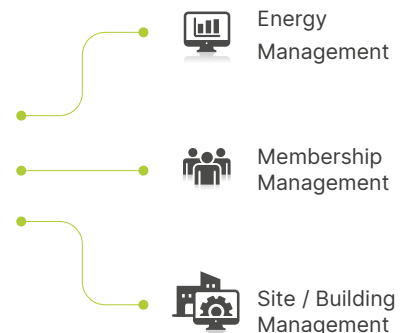 Energy
Management
Membership
Management
Site / Building
Management